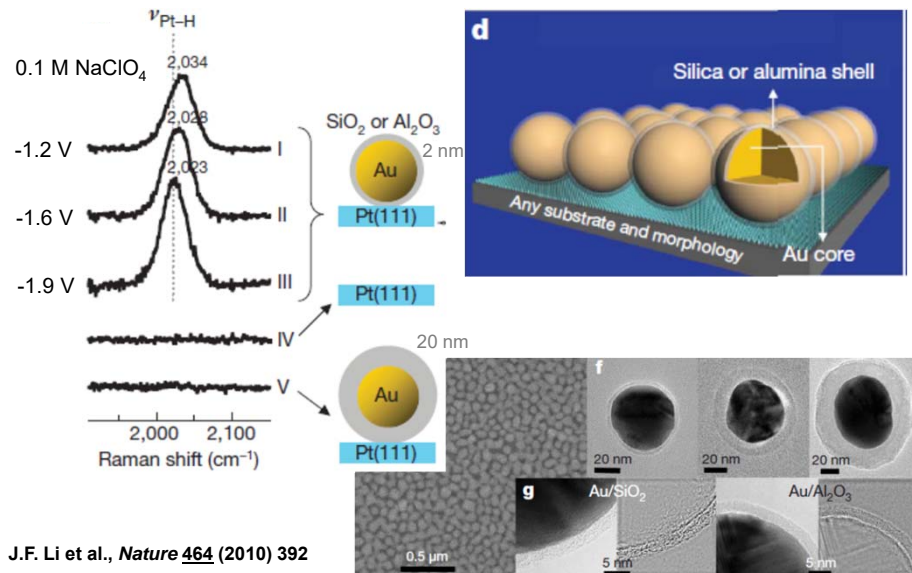 νPt–H
0.1 M NaClO4
2,034
2,028
2,023
-1.2 V
-1.6 V
-1.9 V
I
II
III
IV
V
2,000 2,100
Raman shift (cm–1)
SiO2 or Al2O3
2 nm
Au
Pt(111)
Pt(111)
20 nm
Au
Pt(111)
d
Silica or alumina shell
Any substrate and morphology
Au core
f
20 nm
20 nm
20 nm
g
Au/SiO2
Au/Al2O3
5 nm
5 nm
0.5 µm
J.F. Li et al., Nature 464 (2010) 392